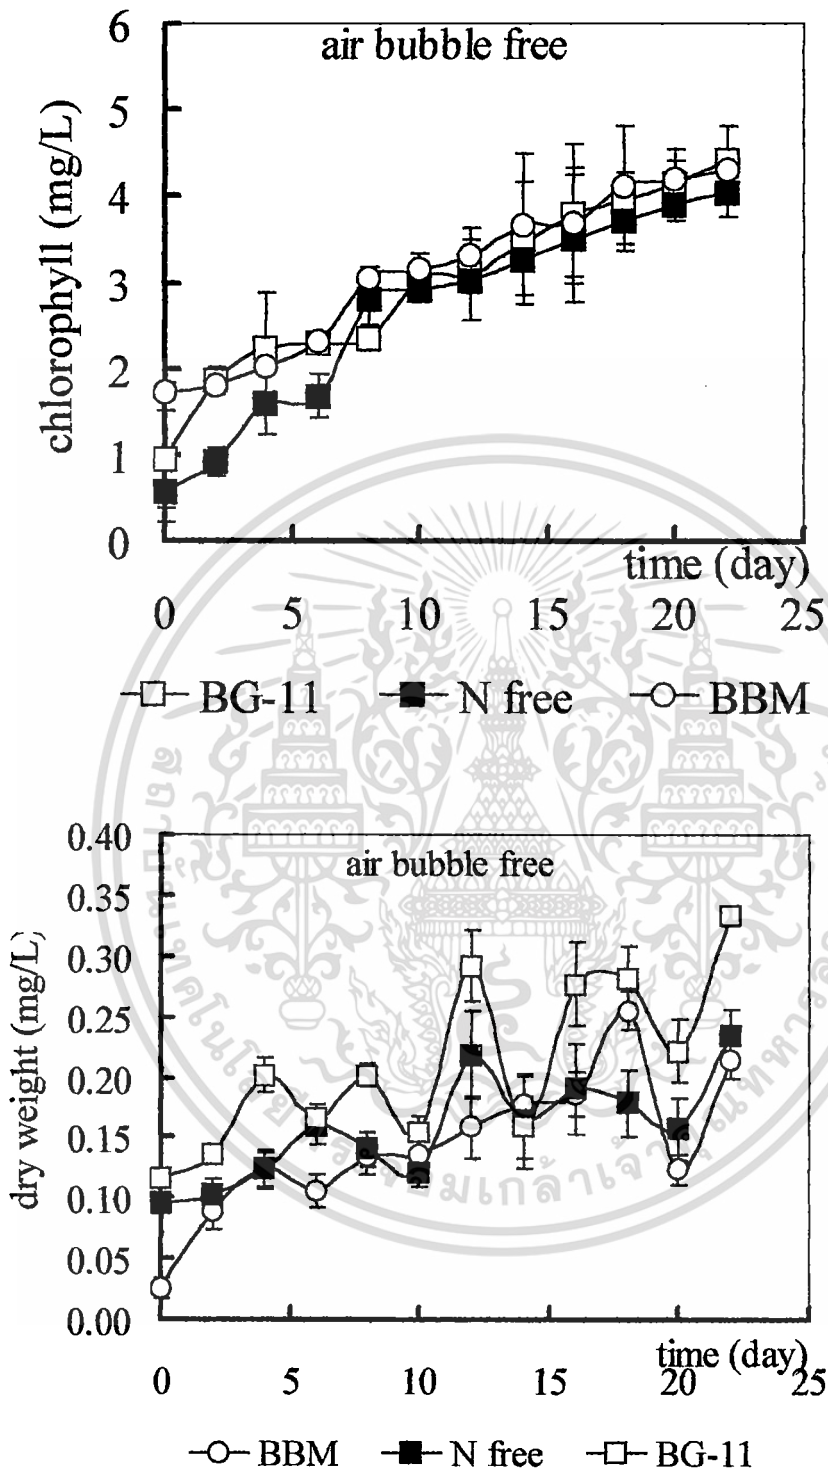 air bubble free
chlorophyll (mg/L)
6
5
4
3
2
1
0
time (day)
0 5 10 15 20 25
BG-11 N free BBM
0.40
0.35
0.30
0.25
0.20
0.15
0.10
0.05
0.00
air bubble free
dry weight (mg/L)
time (day)
0 5 10 15 20 25
BBM N free BG-11